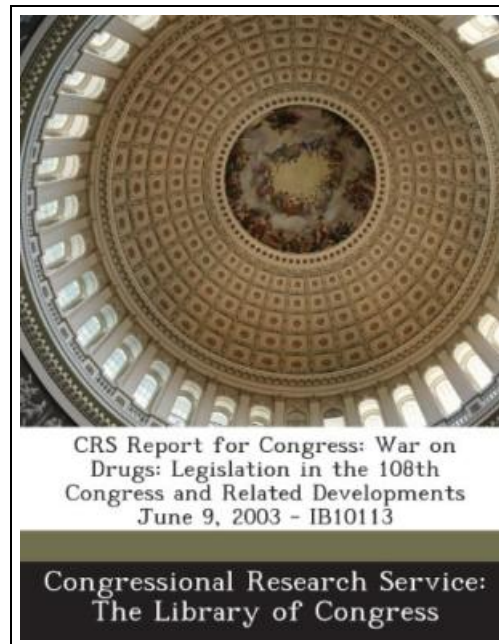 CRS Report for Congress: War on
Drugs: Legislation in the 108th
Congress and Related Developments
June 9, 2003 - IB10113
Congressional Research Service:
The Library of Congress